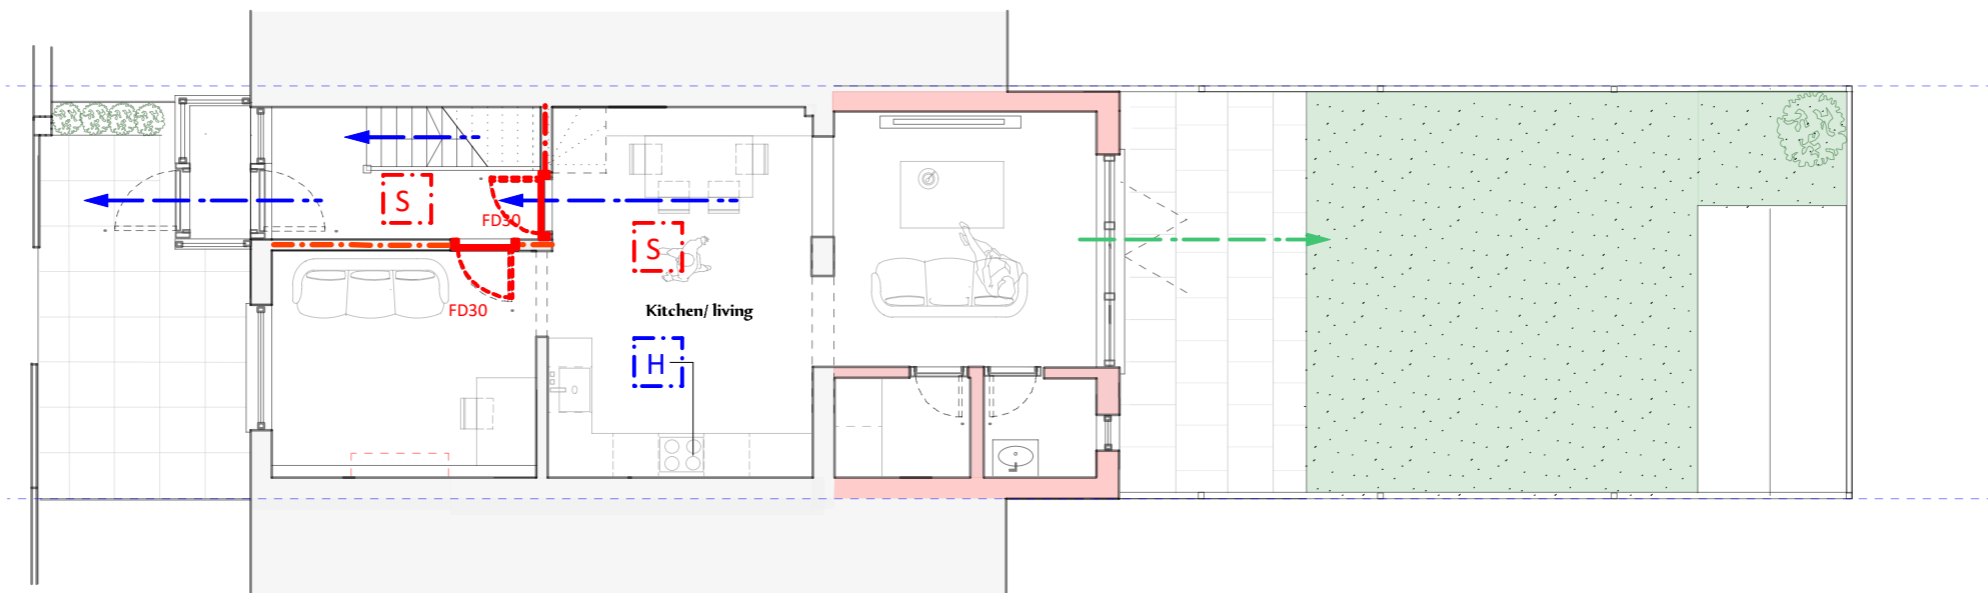 S
FD30
S
FD30
Kitchen/ living
H